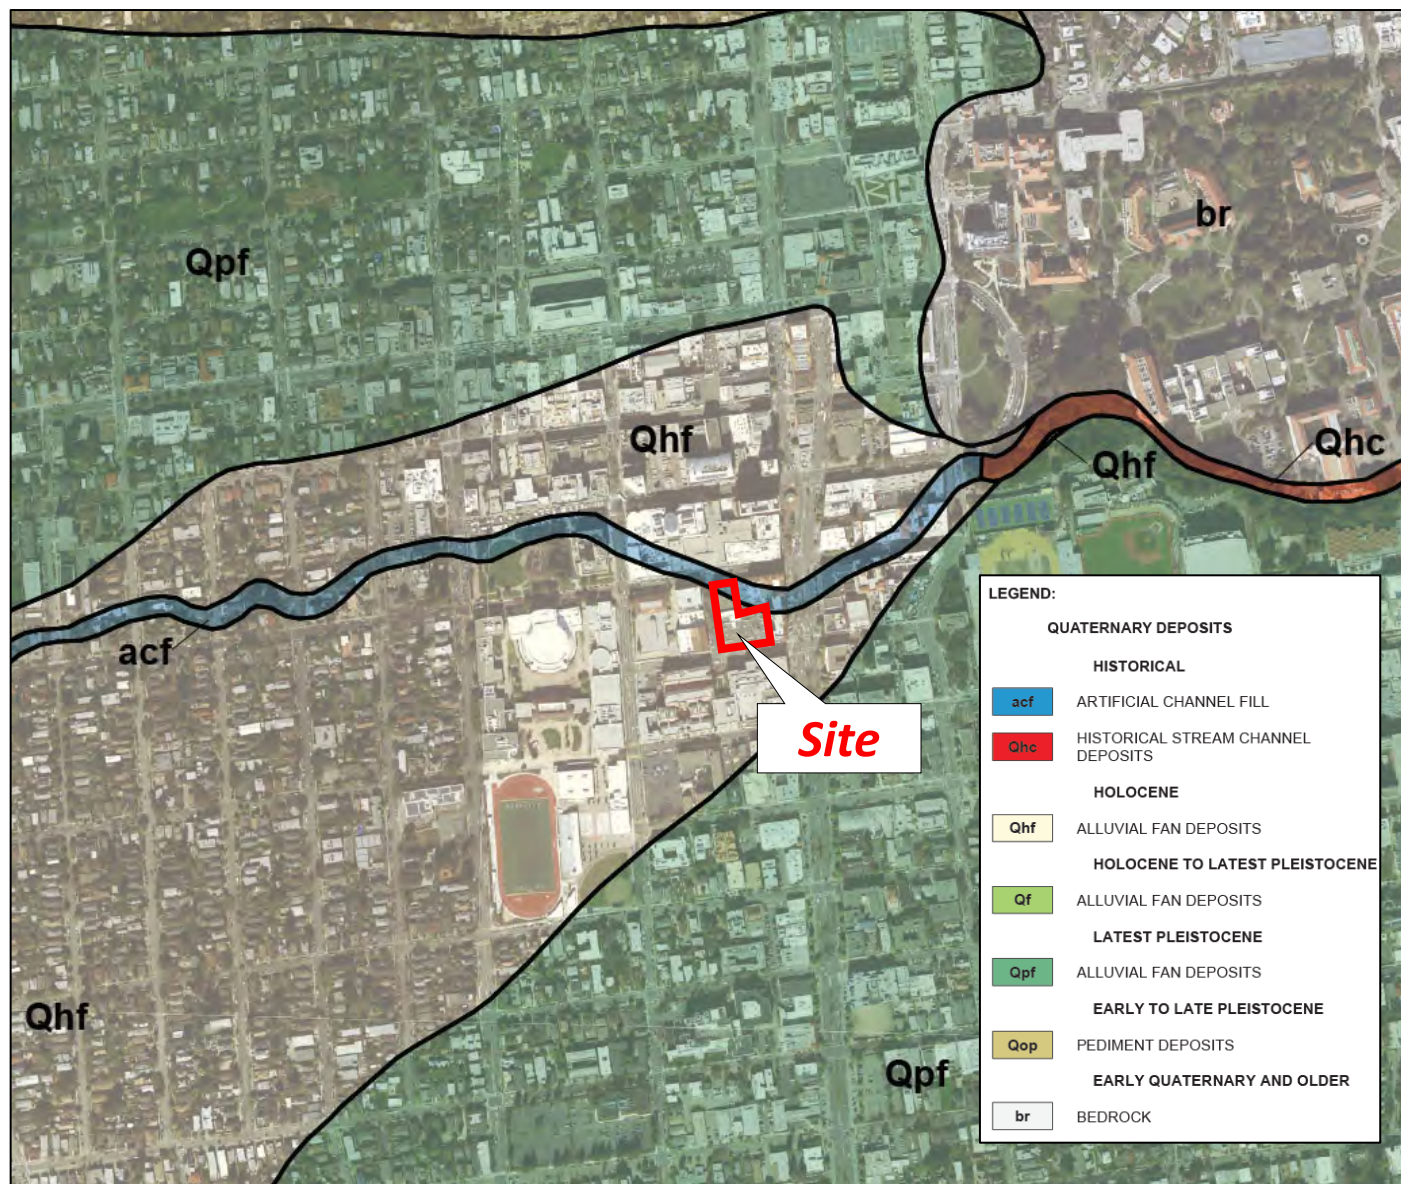 br
Qpf
Qhf
Qhc
Qhf
acf
Site
Qhf
Qpf
LEGEND:
QUATERNARY DEPOSITS
HISTORICAL
acf ARTIFICIAL CHANNEL FILL
Qhc HISTORICAL STREAM CHANNEL
DEPOSITS
HOLOCENE
Qhf ALLUVIAL FAN DEPOSITS
HOLOCENE TO LATEST PLEISTOCENE
Qf ALLUVIAL FAN DEPOSITS
LATEST PLEISTOCENE
Qpf ALLUVIAL FAN DEPOSITS
EARLY TO LATE PLEISTOCENE
Qop PEDIMENT DEPOSITS
EARLY QUATERNARY AND OLDER
br BEDROCK